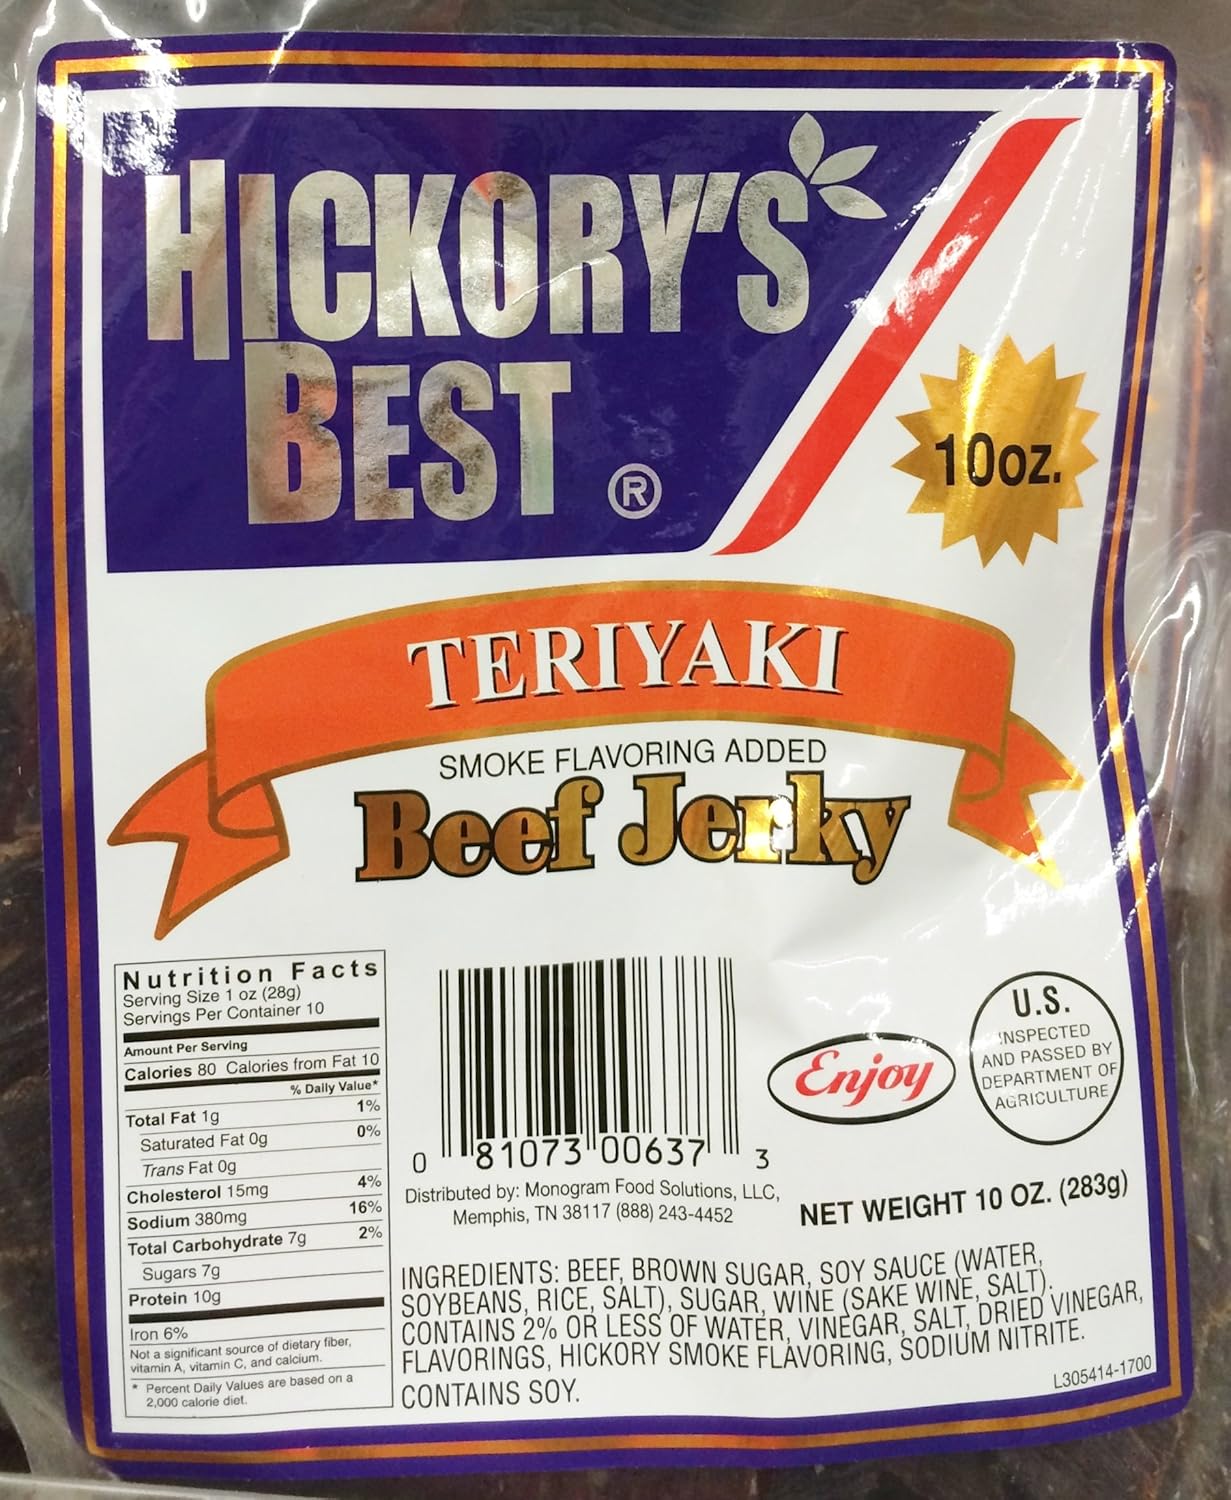 HICKORY'S
BEST ®
10oz.
TERIYAKI
SMOKE FLAVORING ADDED
Beef Jerky
Nutrition Facts
Serving Size 1 oz (28g)
Servings Per Container 10
Amount Per Serving
Calories 80 Calories from Fat 10
% Daily Value*
Total Fat 1g 1%
Saturated Fat 0g 0%
Trans Fat 0g
Cholesterol 15mg 4%
Sodium 380mg 16%
Total Carbohydrate 7g 2%
Sugars 7g
Protein 10g
Iron 6%
Not a significant source of dietary fiber,
vitamin A, vitamin C, and calcium.
* Percent Daily Values are based on a
2,000 calorie diet.
0 81073 00637 3
Distributed by: Monogram Food Solutions, LLC,
Memphis, TN 38117 (888) 243-4452
Enjoy
U.S.
INSPECTED
AND PASSED BY
DEPARTMENT OF
AGRICULTURE
NET WEIGHT 10 OZ. (283g)
INGREDIENTS: BEEF, BROWN SUGAR, SOY SAUCE (WATER,
SOYBEANS, RICE, SALT), SUGAR, WINE (SAKE WINE, SALT).
CONTAINS 2% OR LESS OF WATER, VINEGAR, SALT, DRIED VINEGAR,
FLAVORINGS, HICKORY SMOKE FLAVORING, SODIUM NITRITE.
CONTAINS SOY.
L305414-1700